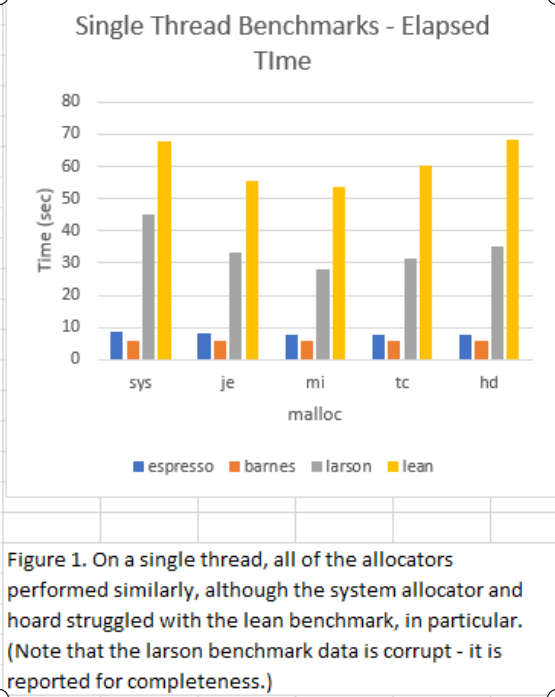 Single Thread Benchmarks - Elapsed
TIme
80
70
60
50
40
30
20
10
0
Time (sec)
sys je mi tc hd
malloc
espresso barnes larson lean
Figure 1. On a single thread, all of the allocators
performed similarly, although the system allocator and
hoard struggled with the lean benchmark, in particular.
(Note that the larson benchmark data is corrupt - it is
reported for completeness.)